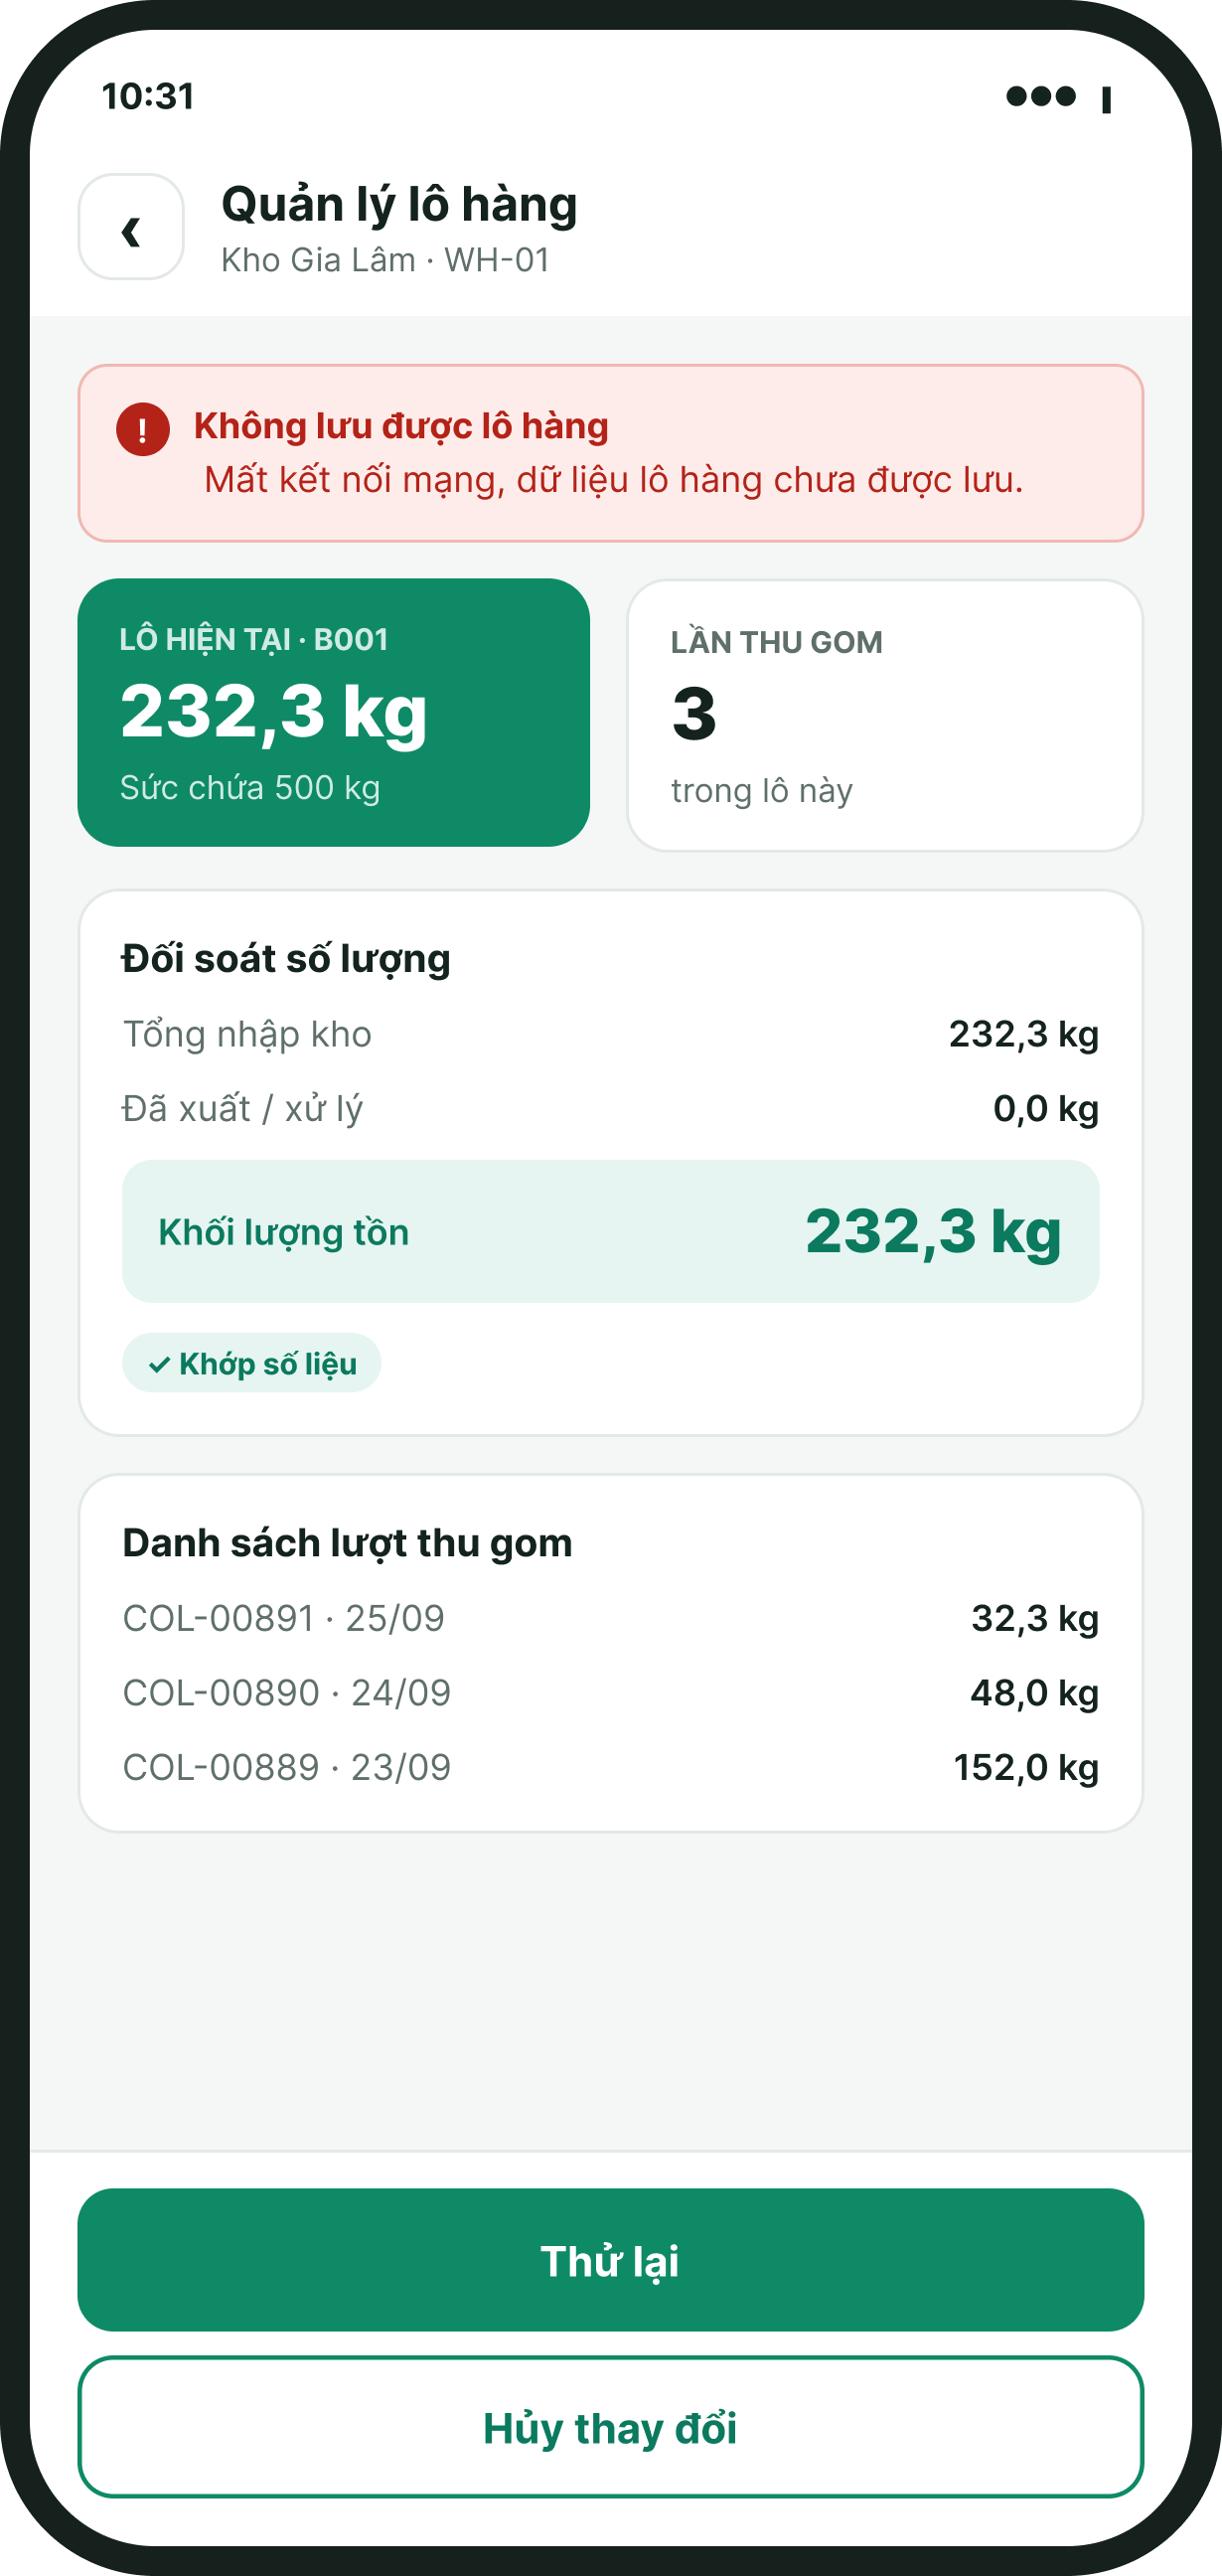 10:31
Quản lý lô hàng
Kho Gia Lâm · WH-01
! Không lưu được lô hàng
Mất kết nối mạng, dữ liệu lô hàng chưa được lưu.
LÔ HIỆN TẠI · B001
232,3 kg
Sức chứa 500 kg
LẦN THU GOM
3
trong lô này
Đối soát số lượng
Tổng nhập kho 232,3 kg
Đã xuất / xử lý 0,0 kg
Khối lượng tồn 232,3 kg
✓ Khớp số liệu
Danh sách lượt thu gom
COL-00891 · 25/09 32,3 kg
COL-00890 · 24/09 48,0 kg
COL-00889 · 23/09 152,0 kg
Thử lại
Hủy thay đổi